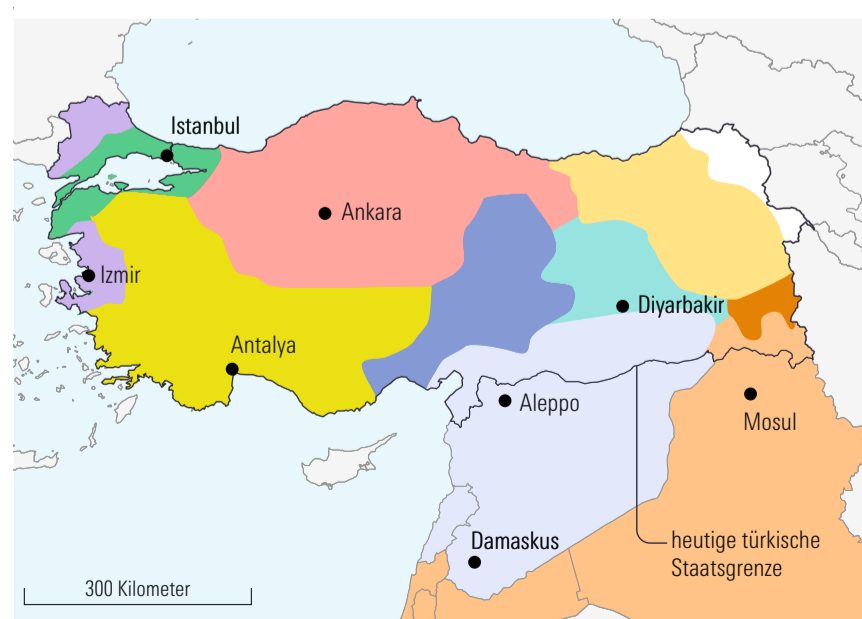 Istanbul
Ankara
Izmir
Diyarbakir
Antalya
Aleppo
Mosul
Damaskus
heutige türkische
Staatsgrenze
300 Kilometer